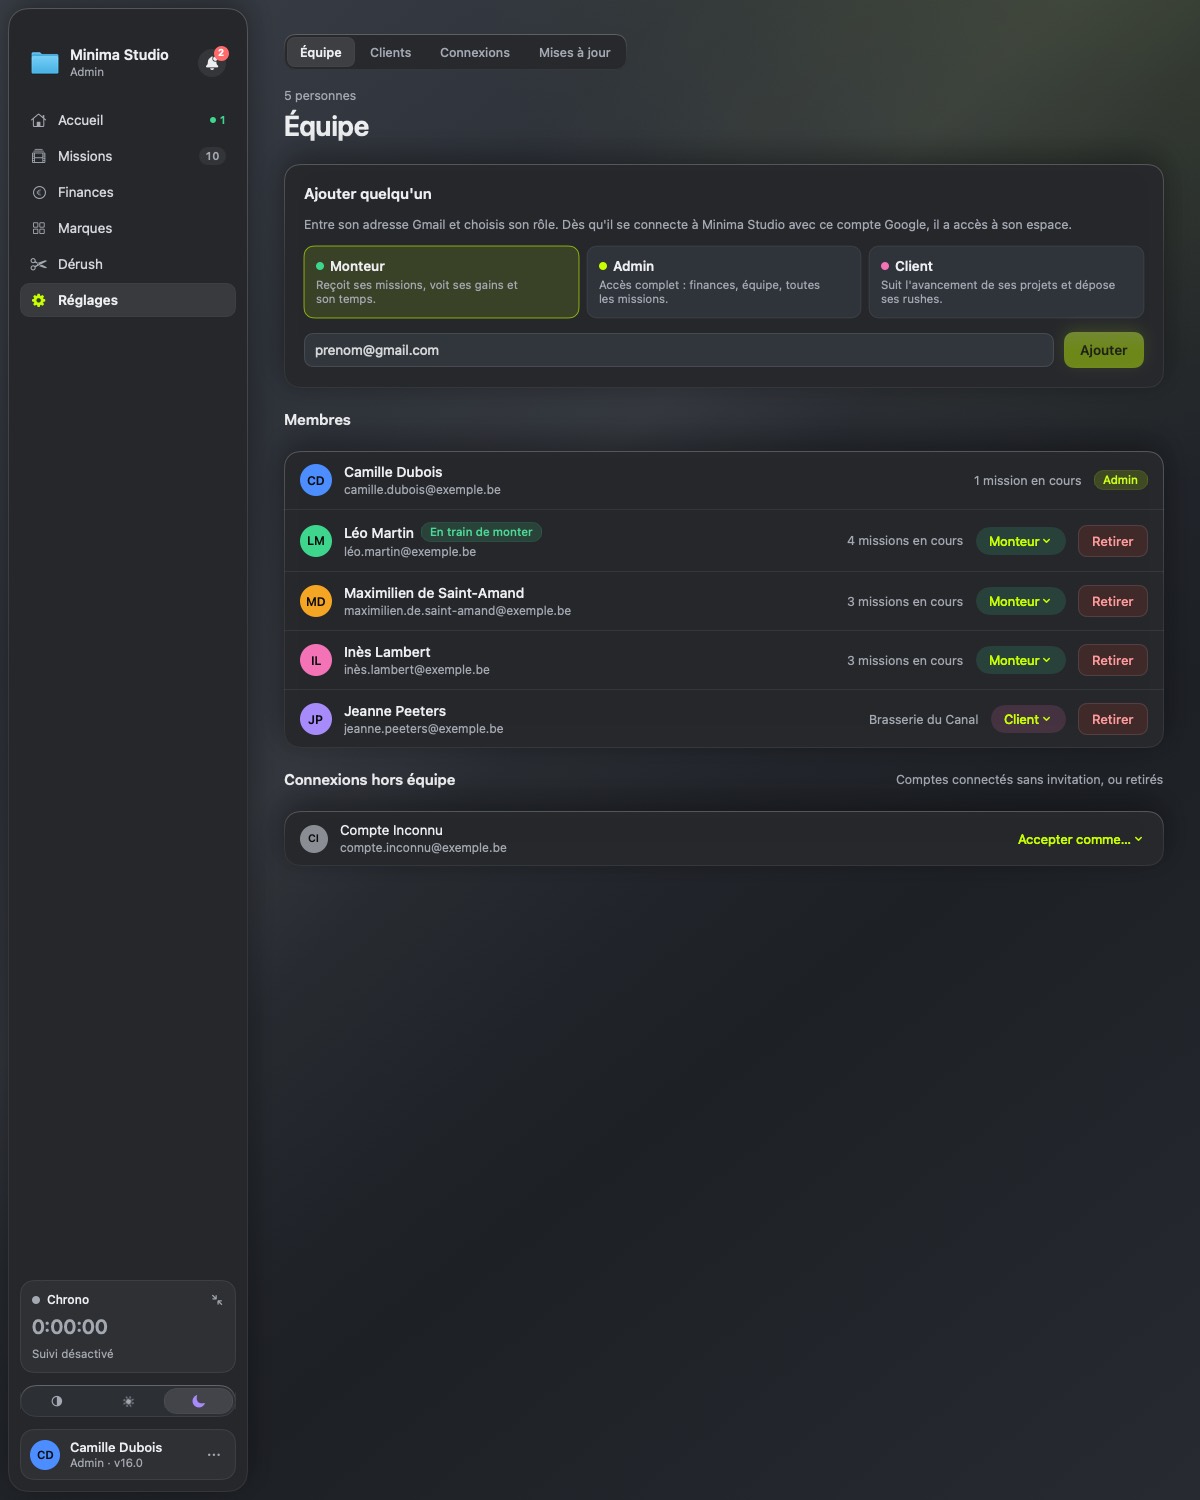 Minima Studio
Admin
2
Accueil
1
Missions
10
Finances
Marques
Dérush
Réglages
Chrono
0:00:00
Suivi désactivé
CD
Camille Dubois
Admin · v16.0
Équipe
Clients
Connexions
Mises à jour
5 personnes
Équipe
Ajouter quelqu'un
Entre son adresse Gmail et choisis son rôle. Dès qu'il se connecte à Minima Studio avec ce compte Google, il a accès à son espace.
Monteur
Reçoit ses missions, voit ses gains et
son temps.
Admin
Accès complet : finances, équipe, toutes
les missions.
Client
Suit l'avancement de ses projets et dépose
ses rushes.
prenom@gmail.com
Ajouter
Membres
CD
Camille Dubois
camille.dubois@exemple.be
1 mission en cours
Admin
LM
Léo Martin
En train de monter
léo.martin@exemple.be
4 missions en cours
Monteur
Retirer
MD
Maximilien de Saint-Amand
maximilien.de.saint-amand@exemple.be
3 missions en cours
Monteur
Retirer
IL
Inès Lambert
inès.lambert@exemple.be
3 missions en cours
Monteur
Retirer
JP
Jeanne Peeters
jeanne.peeters@exemple.be
Brasserie du Canal
Client
Retirer
Connexions hors équipe
Comptes connectés sans invitation, ou retirés
CI
Compte Inconnu
compte.inconnu@exemple.be
Accepter comme...